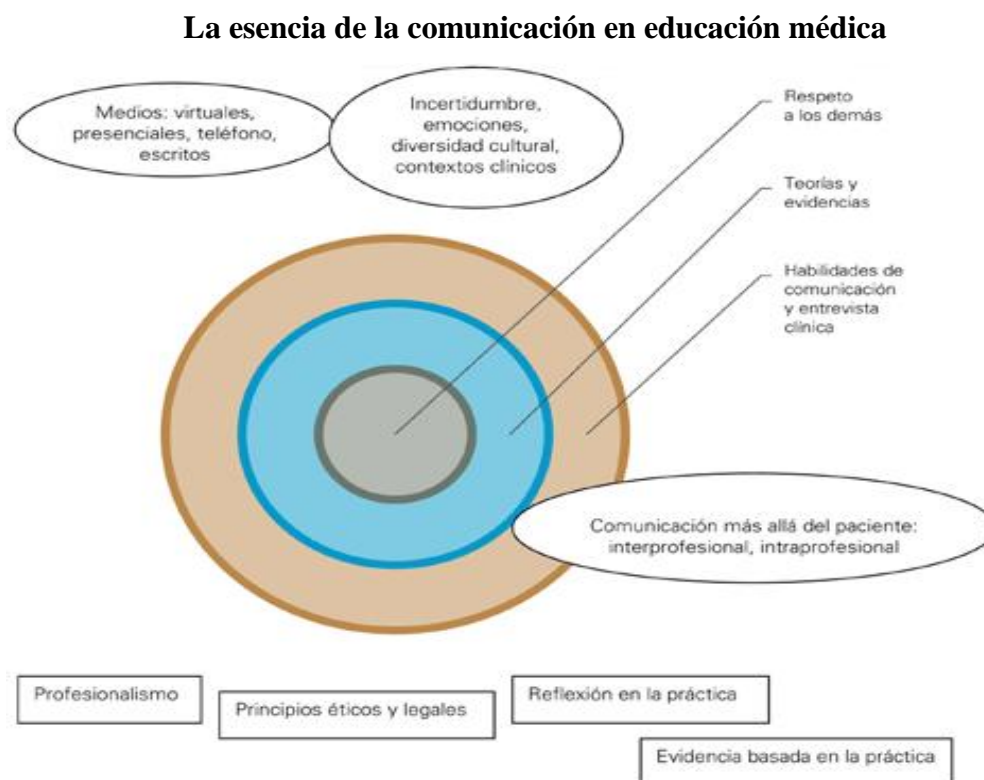 La esencia de la comunicación en educación médica
Medios: virtuales,
presenciales, teléfono,
escritos
Incertidumbre,
emociones,
diversidad cultural,
contextos clínicos
Respeto
a los demás
Teorías y
evidencias
Habilidades de
comunicación
y entrevista
clínica
Comunicación más allá del paciente:
interprofesional, intraprofesional
Profesionalismo
Principios éticos y legales
Reflexión en la práctica
Evidencia basada en la práctica